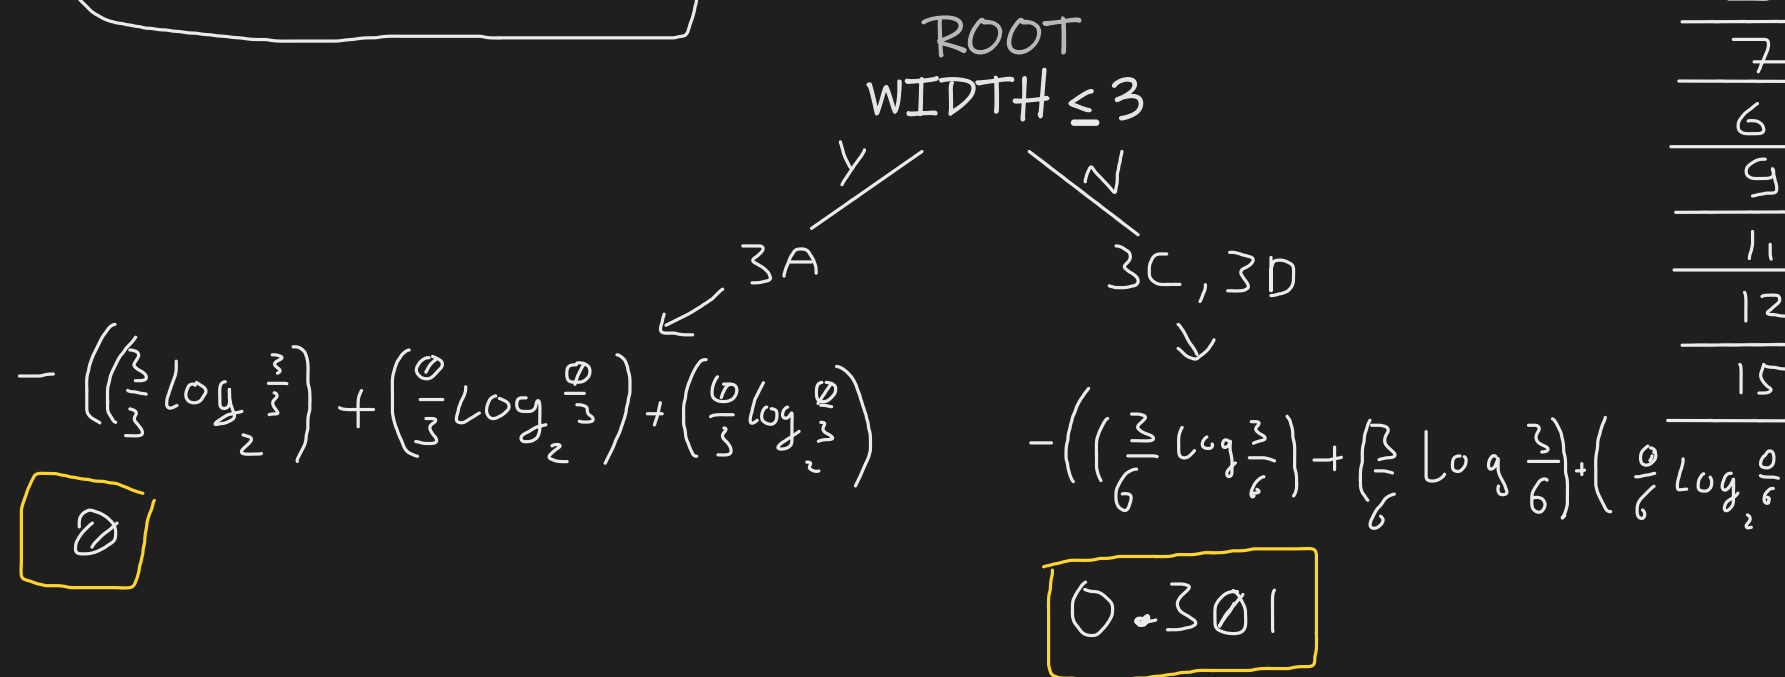 ROOT
WIDTH ≤ 3
Y N
3A
3C, 3D
- ((3/3 log₂ 3/3) + (0/3 log₂ 0/3) + (0/3 log₂ 0/3)
-((3/6 log 3/6) + (3/6 log 3/6) + (0/6 log₂ 0/6
0
0.301
7
6
9
11
12
15